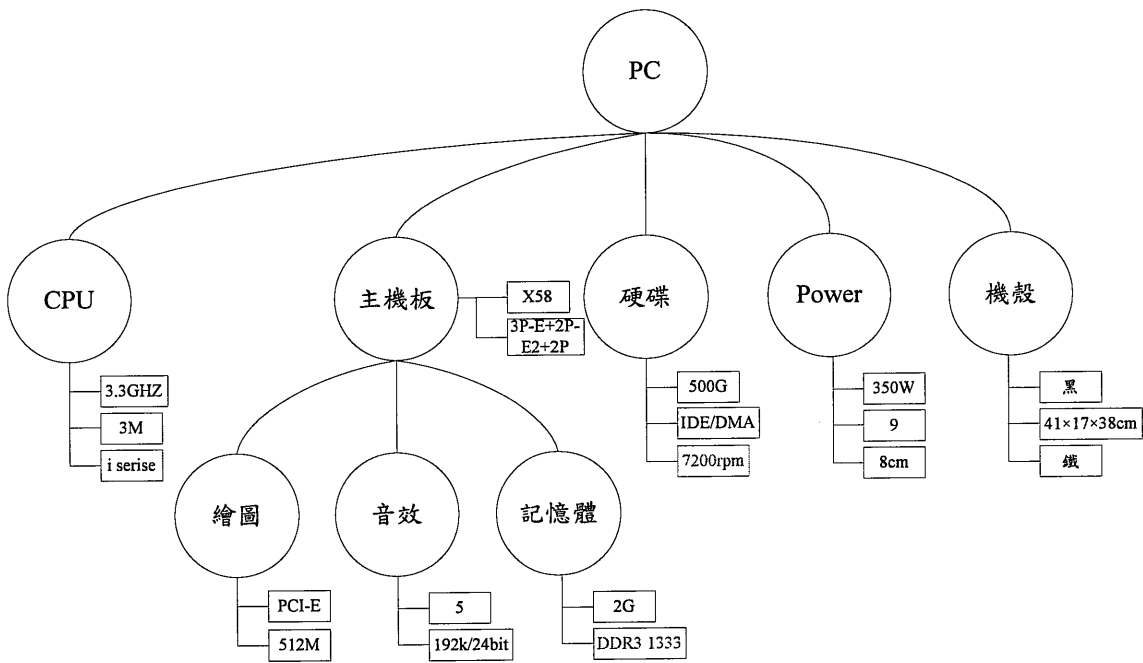 PC
CPU
3.3GHZ
3M
i serise
主機板
X58
3P-E+2P-
E2+2P
硬碟
500G
IDE/DMA
7200rpm
Power
350W
9
8cm
機殼
黑
41×17×38cm
鐵
繪圖
PCI-E
512M
音效
5
192k/24bit
記憶體
2G
DDR3 1333